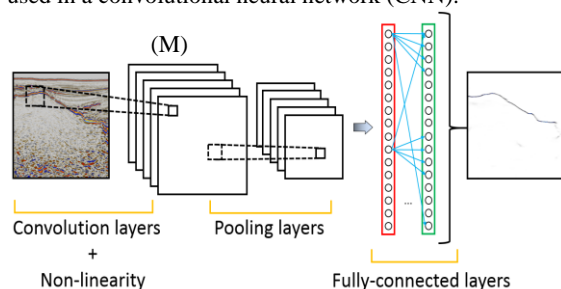 used in a convolutional neural network (CNN).
(M)
...
Convolution layers
+
Non-linearity
Pooling layers
Fully-connected layers